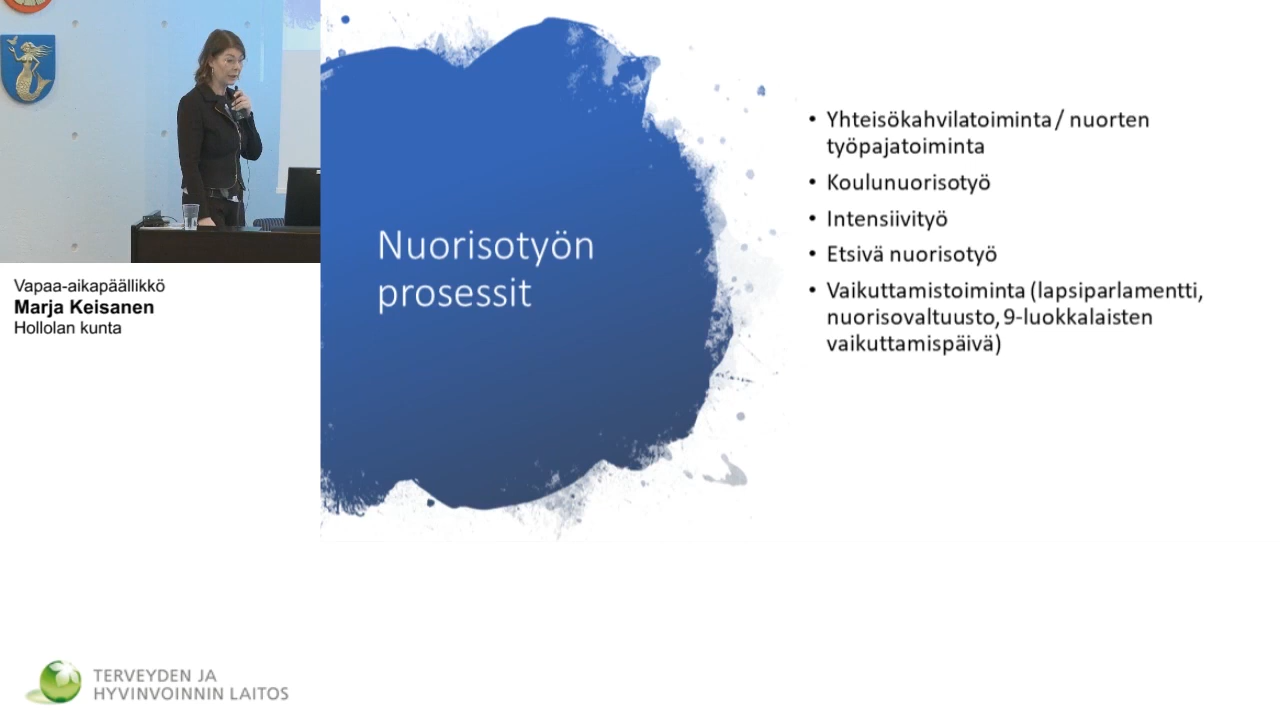 Vapaa-aikapäällikkö
Marja Keisanen
Hollolan kunta
Nuorisotyön
prosessit
• Yhteisökahvilatoiminta / nuorten
työpajatoiminta
• Koulunuorisotyö
• Intensiivityö
• Etsivä nuorisotyö
• Vaikuttamistoiminta (lapsiparlamentti,
nuorisovaltuusto, 9-luokkalaisten
vaikuttamispäivä)
TERVEYDEN JA
HYVINVOINNIN LAITOS